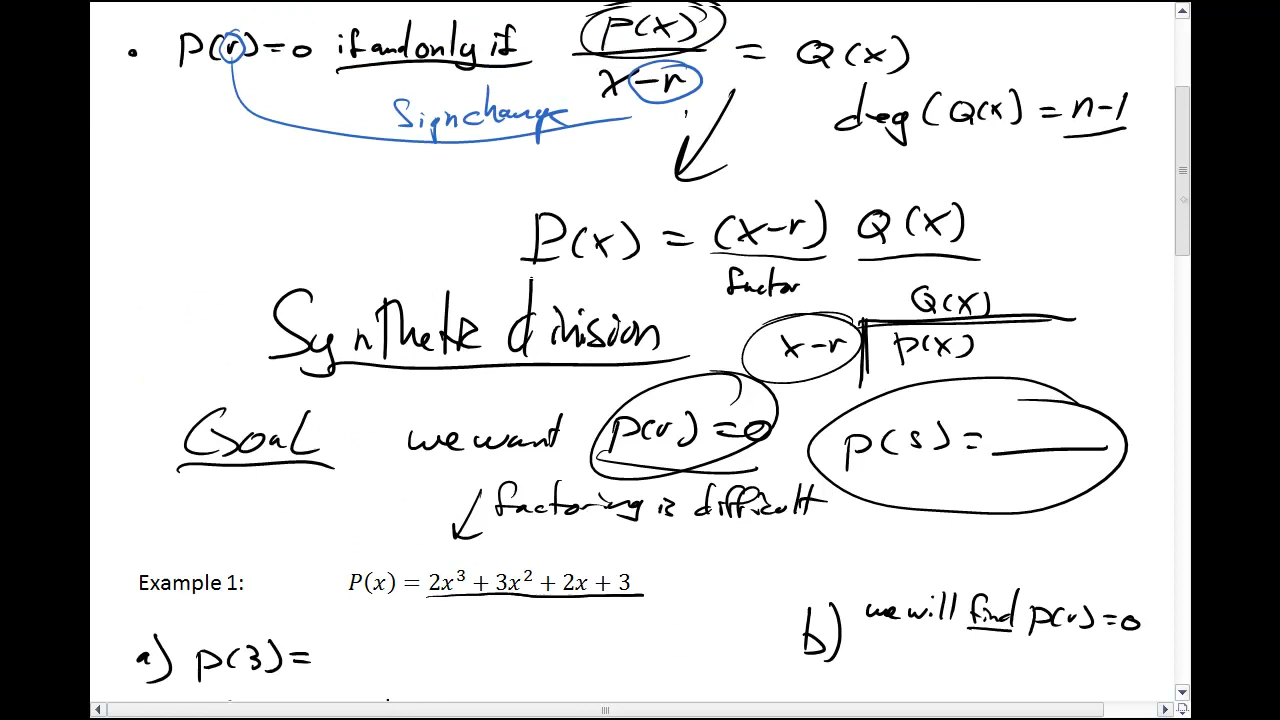 • P(r)=0 if and only if P(x) / x-r = Q(x)
Sign change
deg(Q(x)) = n-1
P(x) = (x-r) Q(x)
factor
Synthetic division
Q(x)
x-r P(x)
Goal we want P(r)=0 P(s)=____
factoring is difficult
Example 1: P(x) = 2x³ + 3x² + 2x + 3
a) P(3)=
b) we will find P(r)=0